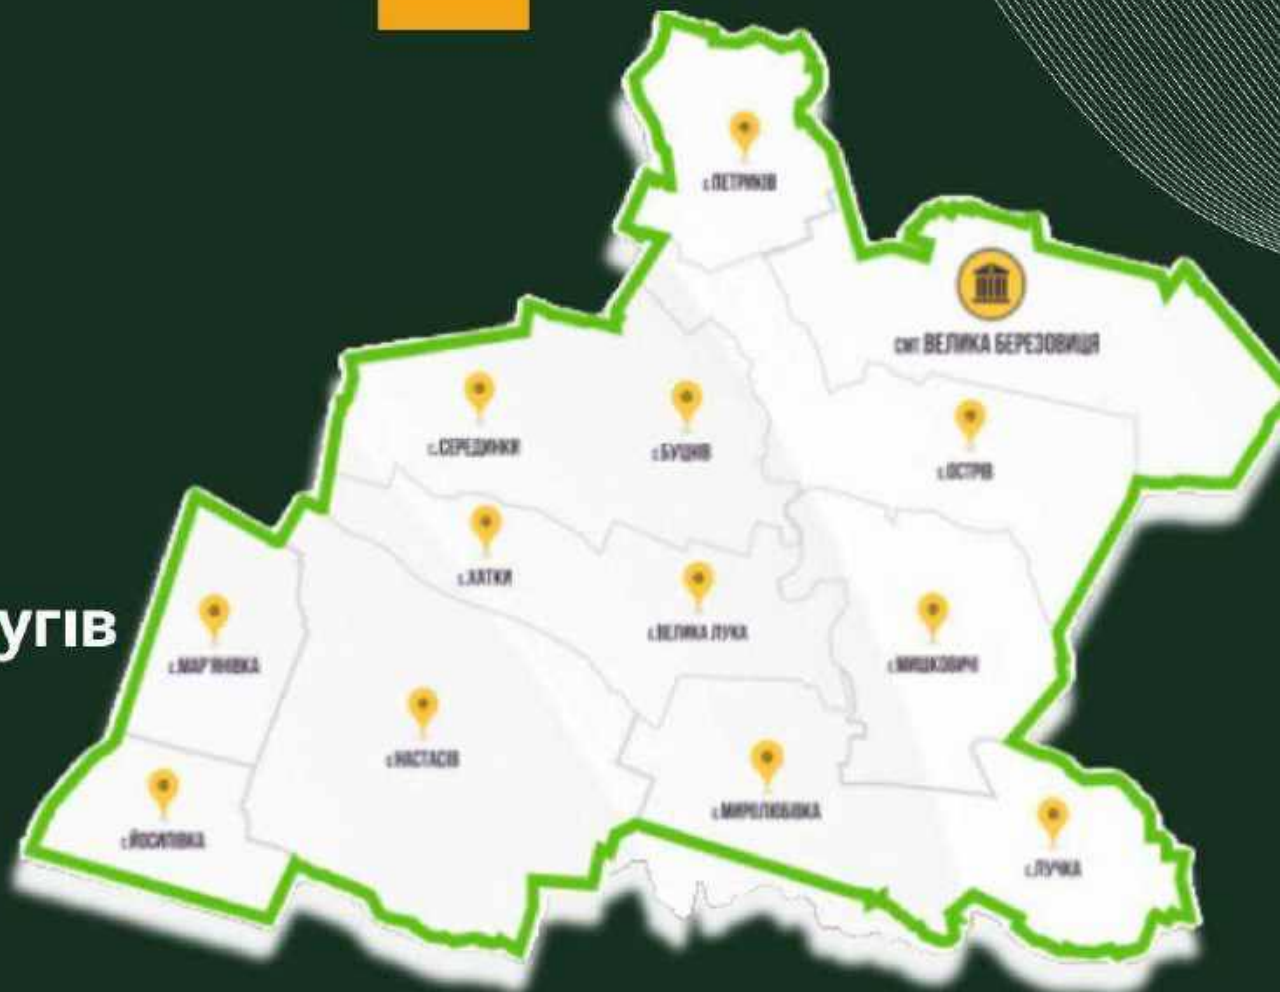 с.ПЕТРИКІВ
смт ВЕЛИКА БЕРЕЗОВИЦЯ
с.СЕРЕДИНКИ
с.БУЦНІВ
с.ОСТРІВ
с.ХАТКИ
угів
с.ВЕЛИКА ЛУКА
с.МАР'ЯНІВКА
с.МИШКОВИЧІ
с.НАСТАСІВ
с.МИРОЛЮБІВКА
с.ЙОСИПІВКА
с.ЛУЧКА